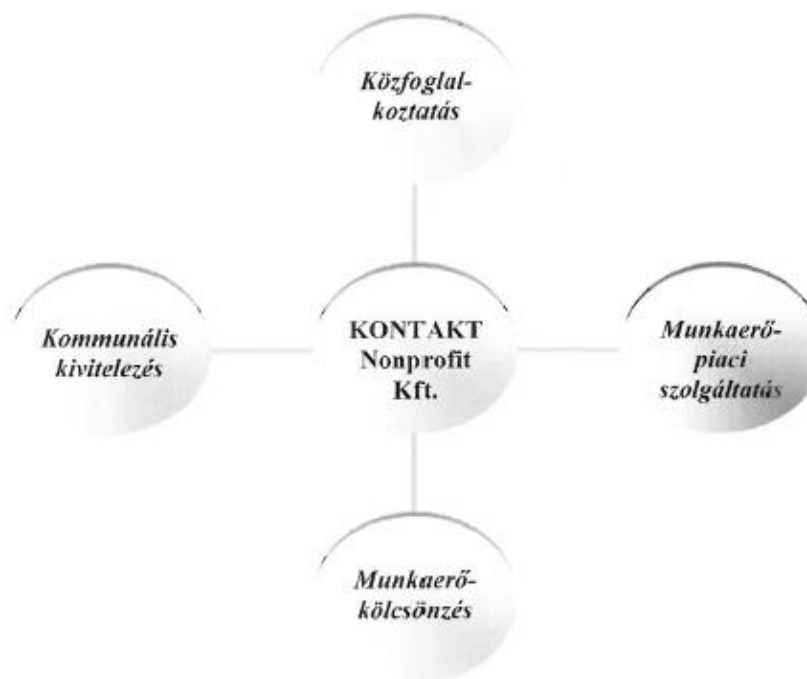 Közfoglal-
koztatás
Kommunális
kivitelezés
KONTAKT
Nonprofit
Kft.
Munkaerő-
piaci
szolgáltatás
Munkaerő-
kölcsönzés